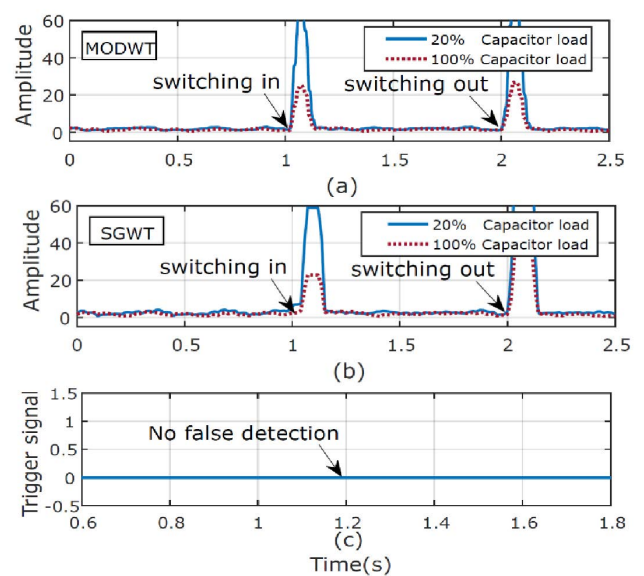 60
40
20
0
Amplitude
MODWT
20% Capacitor load
100% Capacitor load
switching in
switching out
0 0.5 1 1.5 2 2.5
(a)
60
40
20
0
Amplitude
SGWT
20% Capacitor load
100% Capacitor load
switching in
switching out
0 0.5 1 1.5 2 2.5
(b)
1.5
1
0.5
0
-0.5
Trigger signal
No false detection
0.6 0.8 1 1.2 1.4 1.6 1.8
(c)
Time(s)